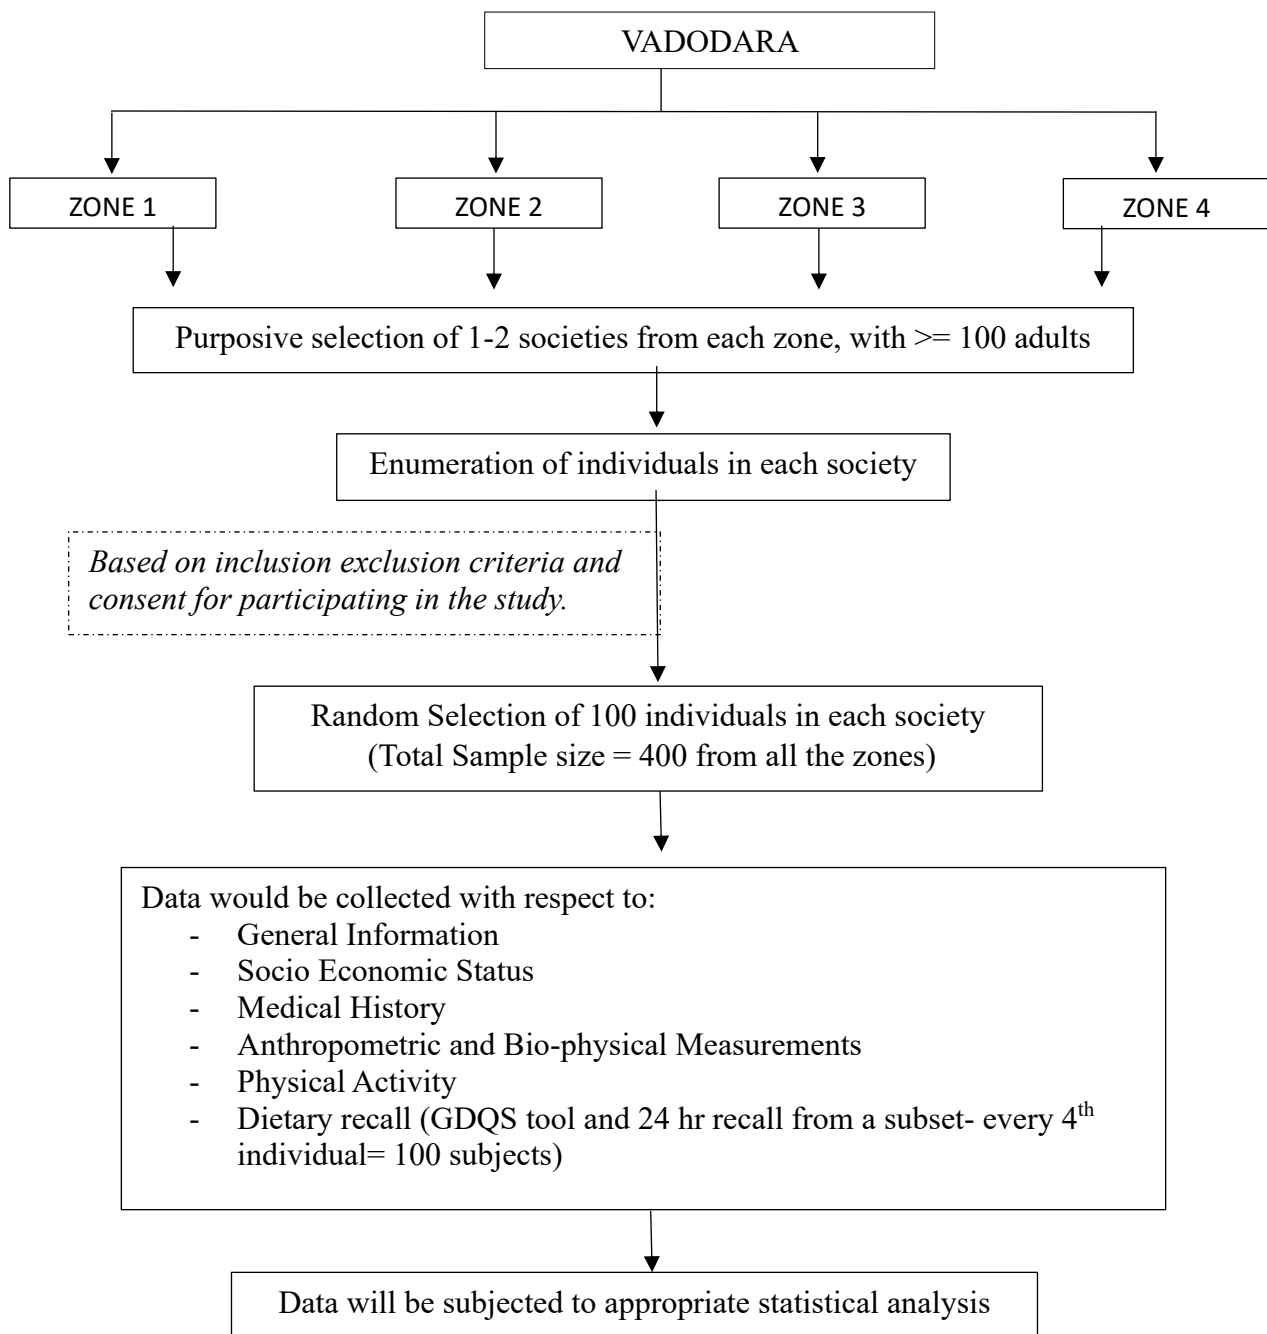 VADODARA
ZONE 1
ZONE 2
ZONE 3
ZONE 4
Purposive selection of 1-2 societies from each zone, with >= 100 adults
Enumeration of individuals in each society
Based on inclusion exclusion criteria and
consent for participating in the study.
Random Selection of 100 individuals in each society
(Total Sample size = 400 from all the zones)
Data would be collected with respect to:
- General Information
- Socio Economic Status
- Medical History
- Anthropometric and Bio-physical Measurements
- Physical Activity
- Dietary recall (GDQS tool and 24 hr recall from a subset- every 4th
individual= 100 subjects)
Data will be subjected to appropriate statistical analysis